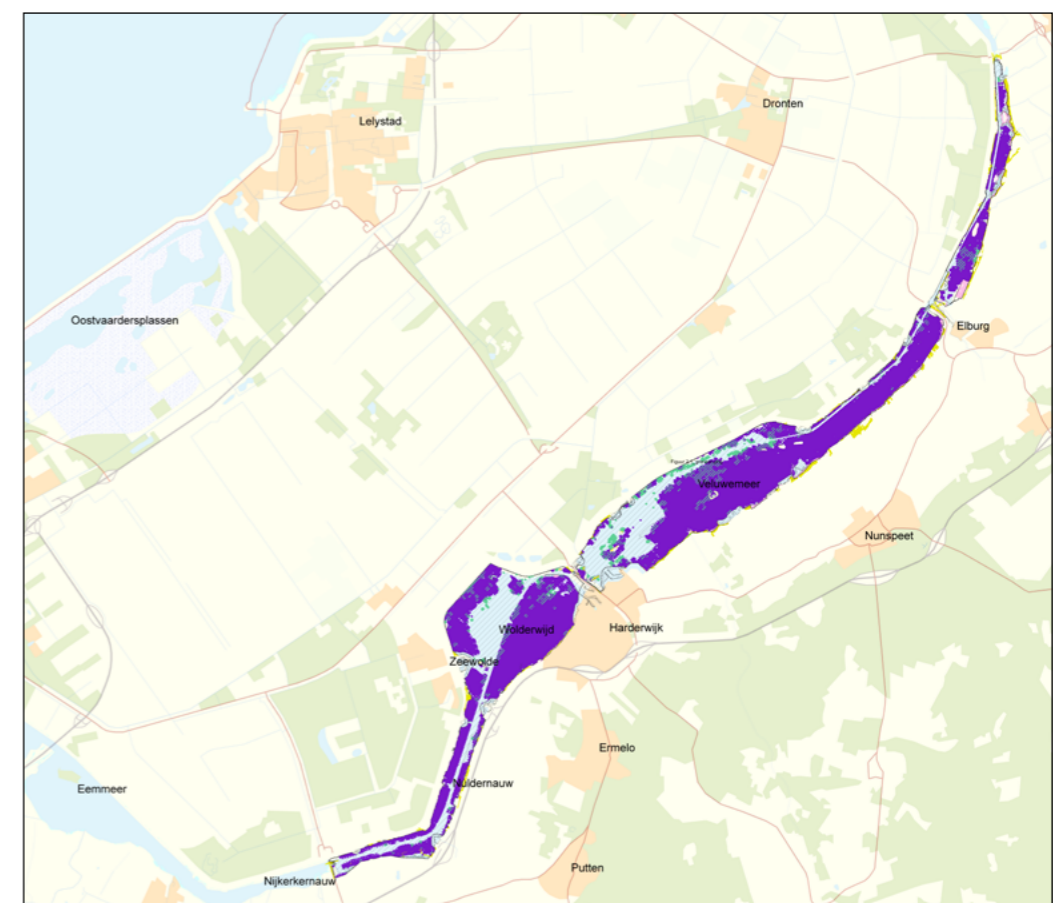 Dronten
Lelystad
Oostvaardersplassen
Elburg
Veluwemeer
Nunspeet
Harderwijk
Wolderwijd
Zeewolde
Ermelo
Nuldernauw
Eemmeer
Putten
Nijkerkernauw